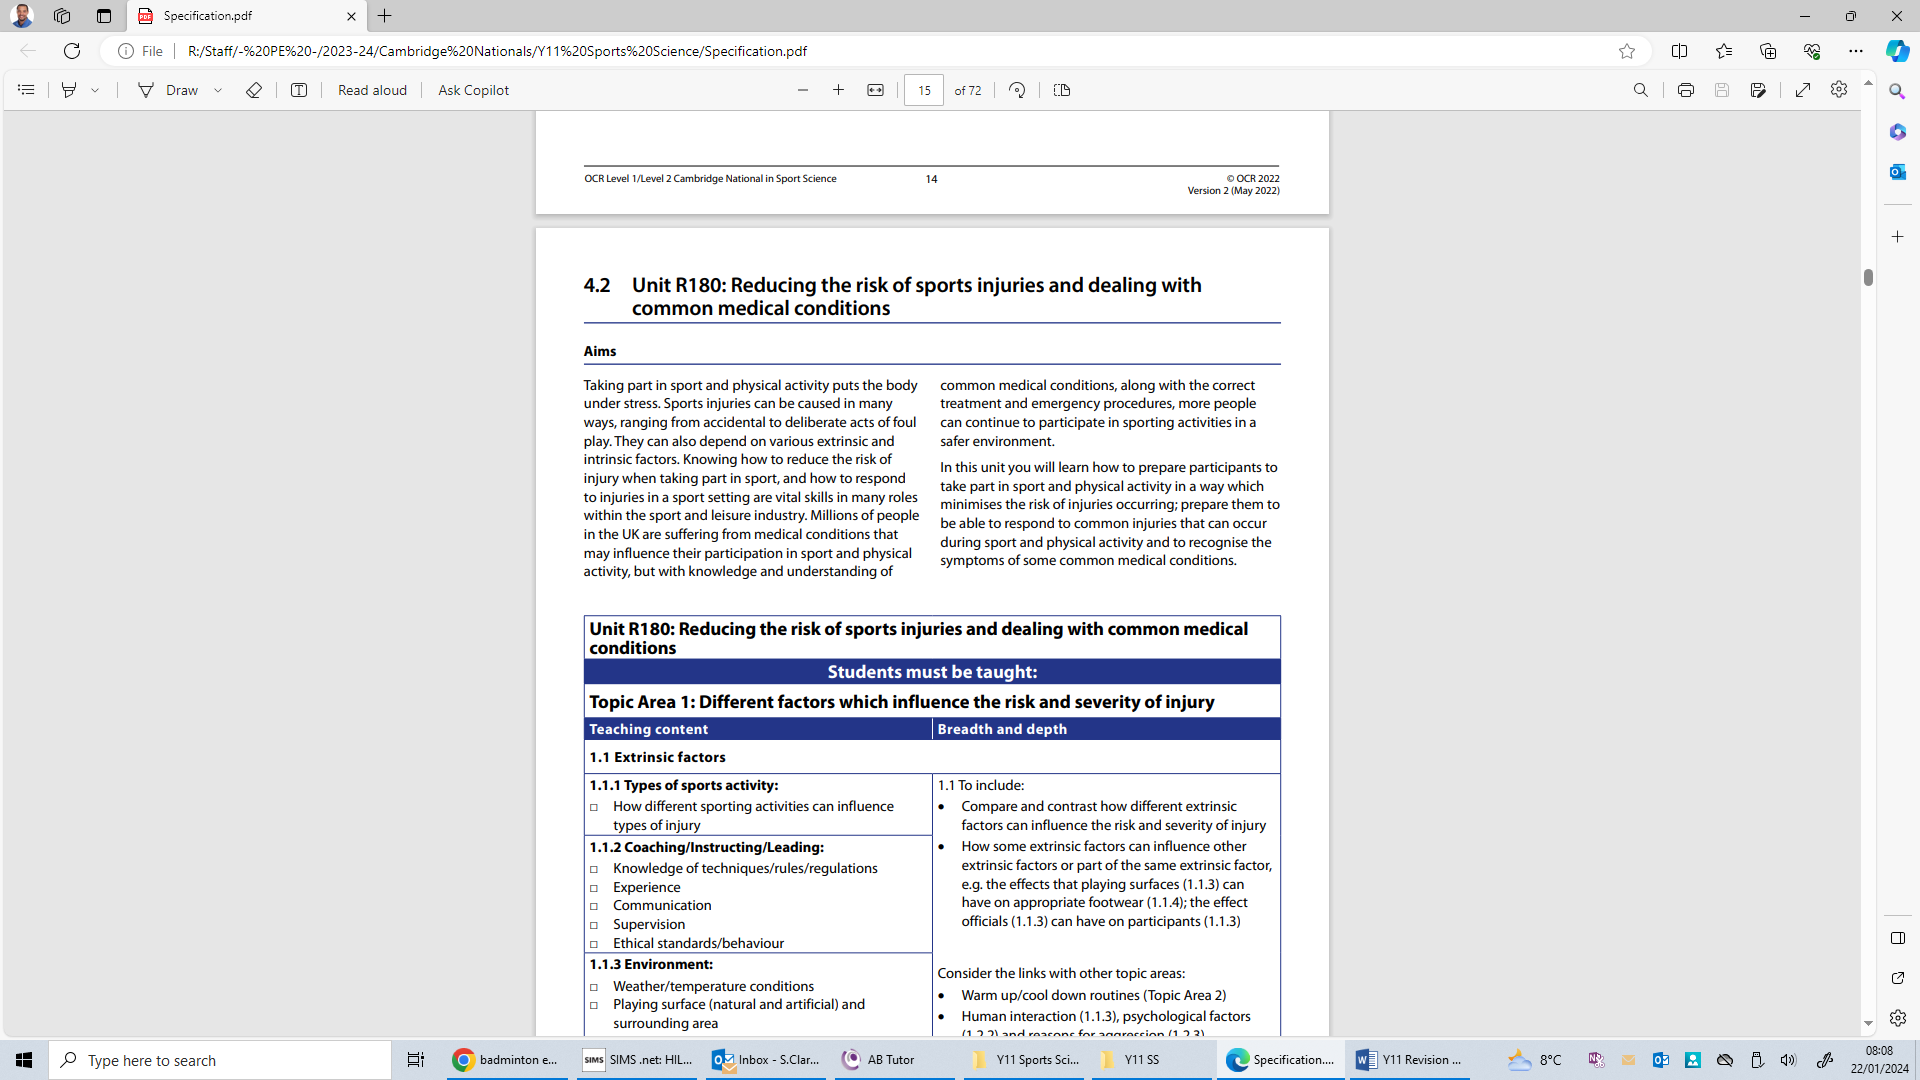 Specification.pdf
File
R:/Staff/-%20PE%20-/2023-24/Cambridge%20Nationals/Y11%20Sports%20Science/Specification.pdf
Draw
Read aloud
Ask Copilot
15
of 72
OCR Level 1/Level 2 Cambridge National in Sport Science
14
© OCR 2022
Version 2 (May 2022)
4.2 Unit R180: Reducing the risk of sports injuries and dealing with
common medical conditions
Aims
Taking part in sport and physical activity puts the body
under stress. Sports injuries can be caused in many
ways, ranging from accidental to deliberate acts of foul
play. They can also depend on various extrinsic and
intrinsic factors. Knowing how to reduce the risk of
injury when taking part in sport, and how to respond
to injuries in a sport setting are vital skills in many roles
within the sport and leisure industry. Millions of people
in the UK are suffering from medical conditions that
may influence their participation in sport and physical
activity, but with knowledge and understanding of
common medical conditions, along with the correct
treatment and emergency procedures, more people
can continue to participate in sporting activities in a
safer environment.
In this unit you will learn how to prepare participants to
take part in sport and physical activity in a way which
minimises the risk of injuries occurring; prepare them to
be able to respond to common injuries that can occur
during sport and physical activity and to recognise the
symptoms of some common medical conditions.
Unit R180: Reducing the risk of sports injuries and dealing with common medical
conditions
Students must be taught:
Topic Area 1: Different factors which influence the risk and severity of injury
Teaching content
Breadth and depth
1.1 Extrinsic factors
1.1.1 Types of sports activity:
□ How different sporting activities can influence
types of injury
1.1.2 Coaching/Instructing/Leading:
□ Knowledge of techniques/rules/regulations
□ Experience
□ Communication
□ Supervision
□ Ethical standards/behaviour
1.1.3 Environment:
□ Weather/temperature conditions
□ Playing surface (natural and artificial) and
surrounding area
1.1 To include:
• Compare and contrast how different extrinsic
factors can influence the risk and severity of injury
• How some extrinsic factors can influence other
extrinsic factors or part of the same extrinsic factor,
e.g. the effects that playing surfaces (1.1.3) can
have on appropriate footwear (1.1.4); the effect
officials (1.1.3) can have on participants (1.1.3)
Consider the links with other topic areas:
• Warm up/cool down routines (Topic Area 2)
• Human interaction (1.1.3), psychological factors
(1.2.2) and reasons for aggression (1.2.3)
Type here to search
badminton e...
SIMS .net: HIL...
Inbox - S.Clar...
AB Tutor
Y11 Sports Sci...
Y11 SS
Specification....
Y11 Revision ...
8°C
08:08
22/01/2024